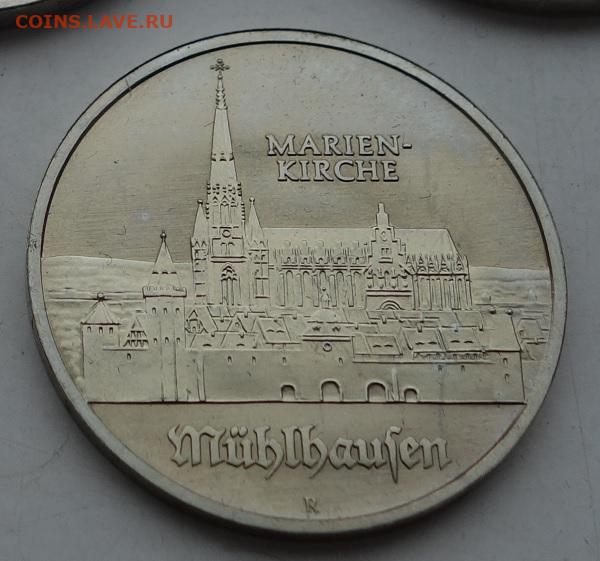 COINS.LAVE.RU
MARIEN-
KIRCHE
Mühlhauſen
R